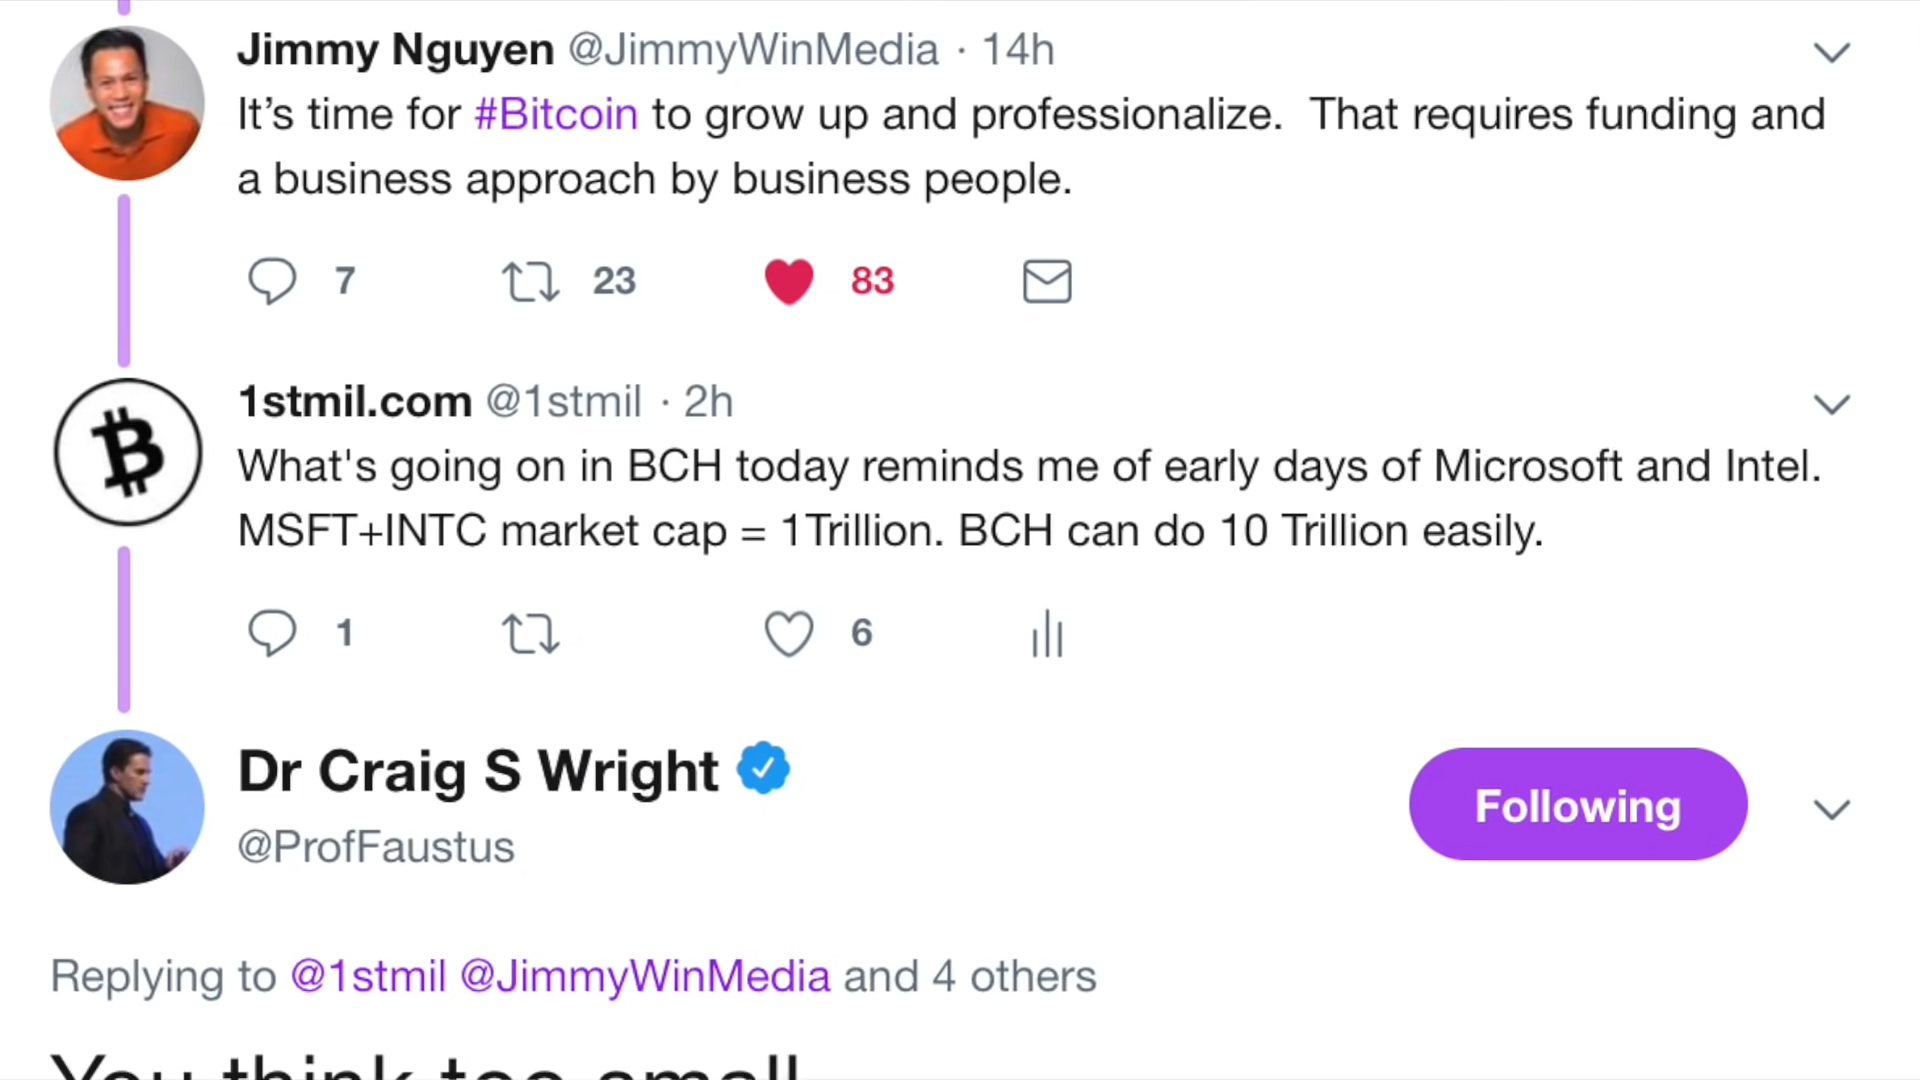 Jimmy Nguyen @JimmyWinMedia · 14h
It’s time for #Bitcoin to grow up and professionalize.  That requires funding and
a business approach by business people.
7 23 83
1stmil.com @1stmil · 2h
What's going on in BCH today reminds me of early days of Microsoft and Intel.
MSFT+INTC market cap = 1Trillion. BCH can do 10 Trillion easily.
1 6
Dr Craig S Wright
@ProfFaustus
Following
Replying to @1stmil @JimmyWinMedia and 4 others
You think too small